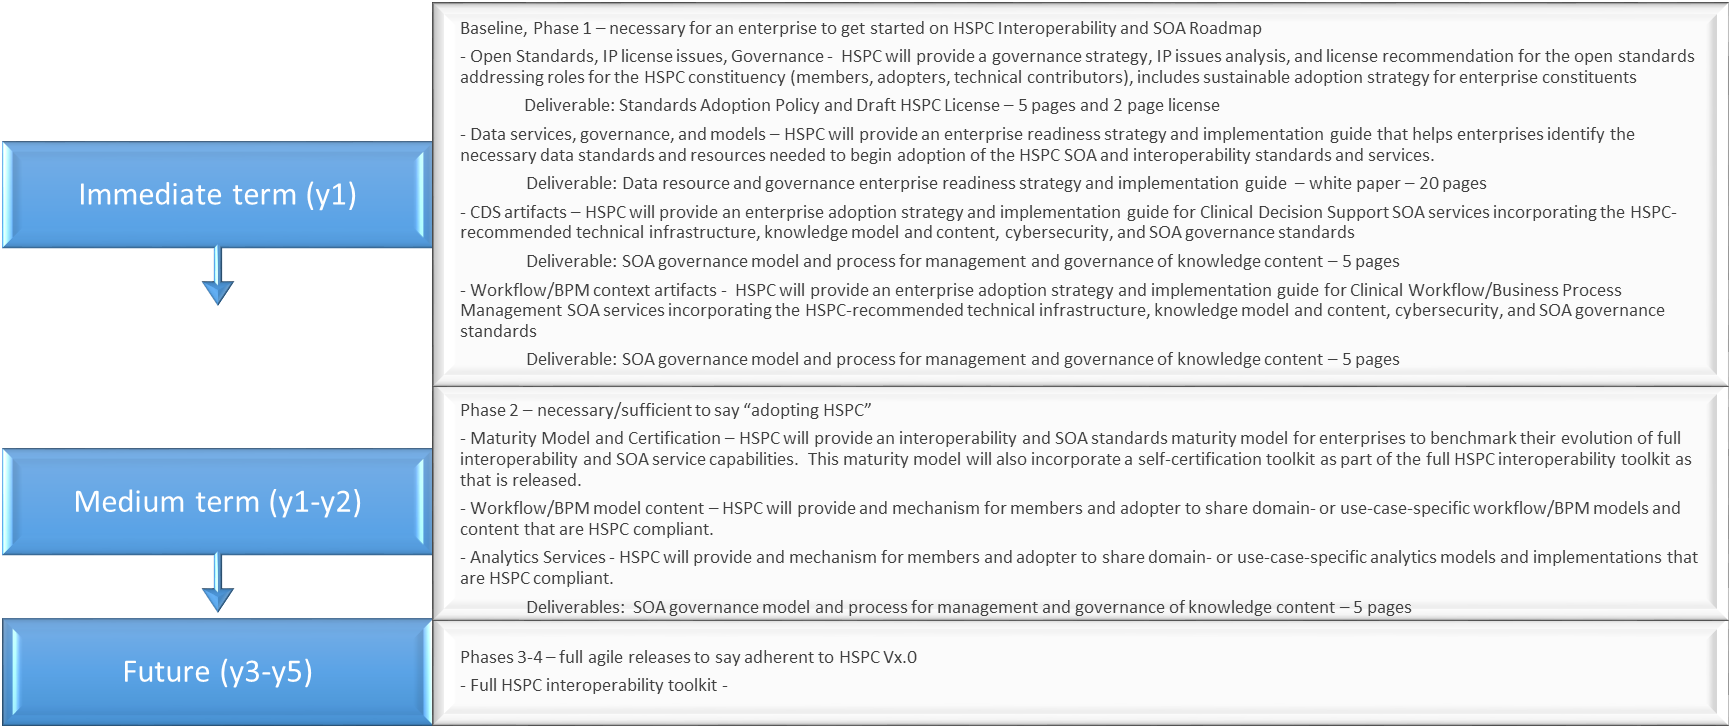 Baseline, Phase 1 – necessary for an enterprise to get started on HSPC Interoperability and SOA Roadmap
- Open Standards, IP license issues, Governance -  HSPC will provide a governance strategy, IP issues analysis, and license recommendation for the open standards
addressing roles for the HSPC constituency (members, adopters, technical contributors), includes sustainable adoption strategy for enterprise constituents
Deliverable: Standards Adoption Policy and Draft HSPC License – 5 pages and 2 page license
- Data services, governance, and models – HSPC will provide an enterprise readiness strategy and implementation guide that helps enterprises identify the
necessary data standards and resources needed to begin adoption of the HSPC SOA and interoperability standards and services.
Immediate term (y1)
Deliverable: Data resource and governance enterprise readiness strategy and implementation guide  – white paper – 20 pages
- CDS artifacts – HSPC will provide an enterprise adoption strategy and implementation guide for Clinical Decision Support SOA services incorporating the HSPC-
recommended technical infrastructure, knowledge model and content, cybersecurity, and SOA governance standards
Deliverable: SOA governance model and process for management and governance of knowledge content – 5 pages
- Workflow/BPM context artifacts -  HSPC will provide an enterprise adoption strategy and implementation guide for Clinical Workflow/Business Process
Management SOA services incorporating the HSPC-recommended technical infrastructure, knowledge model and content, cybersecurity, and SOA governance
standards
Deliverable: SOA governance model and process for management and governance of knowledge content – 5 pages
Medium term (y1-y2)
Phase 2 – necessary/sufficient to say “adopting HSPC”
- Maturity Model and Certification – HSPC will provide an interoperability and SOA standards maturity model for enterprises to benchmark their evolution of full
interoperability and SOA service capabilities.  This maturity model will also incorporate a self-certification toolkit as part of the full HSPC interoperability toolkit as
that is released.
- Workflow/BPM model content – HSPC will provide and mechanism for members and adopter to share domain- or use-case-specific workflow/BPM models and
content that are HSPC compliant.
- Analytics Services - HSPC will provide and mechanism for members and adopter to share domain- or use-case-specific analytics models and implementations that
are HSPC compliant.
Deliverables:  SOA governance model and process for management and governance of knowledge content – 5 pages
Future (y3-y5)
Phases 3-4 – full agile releases to say adherent to HSPC Vx.0
- Full HSPC interoperability toolkit -